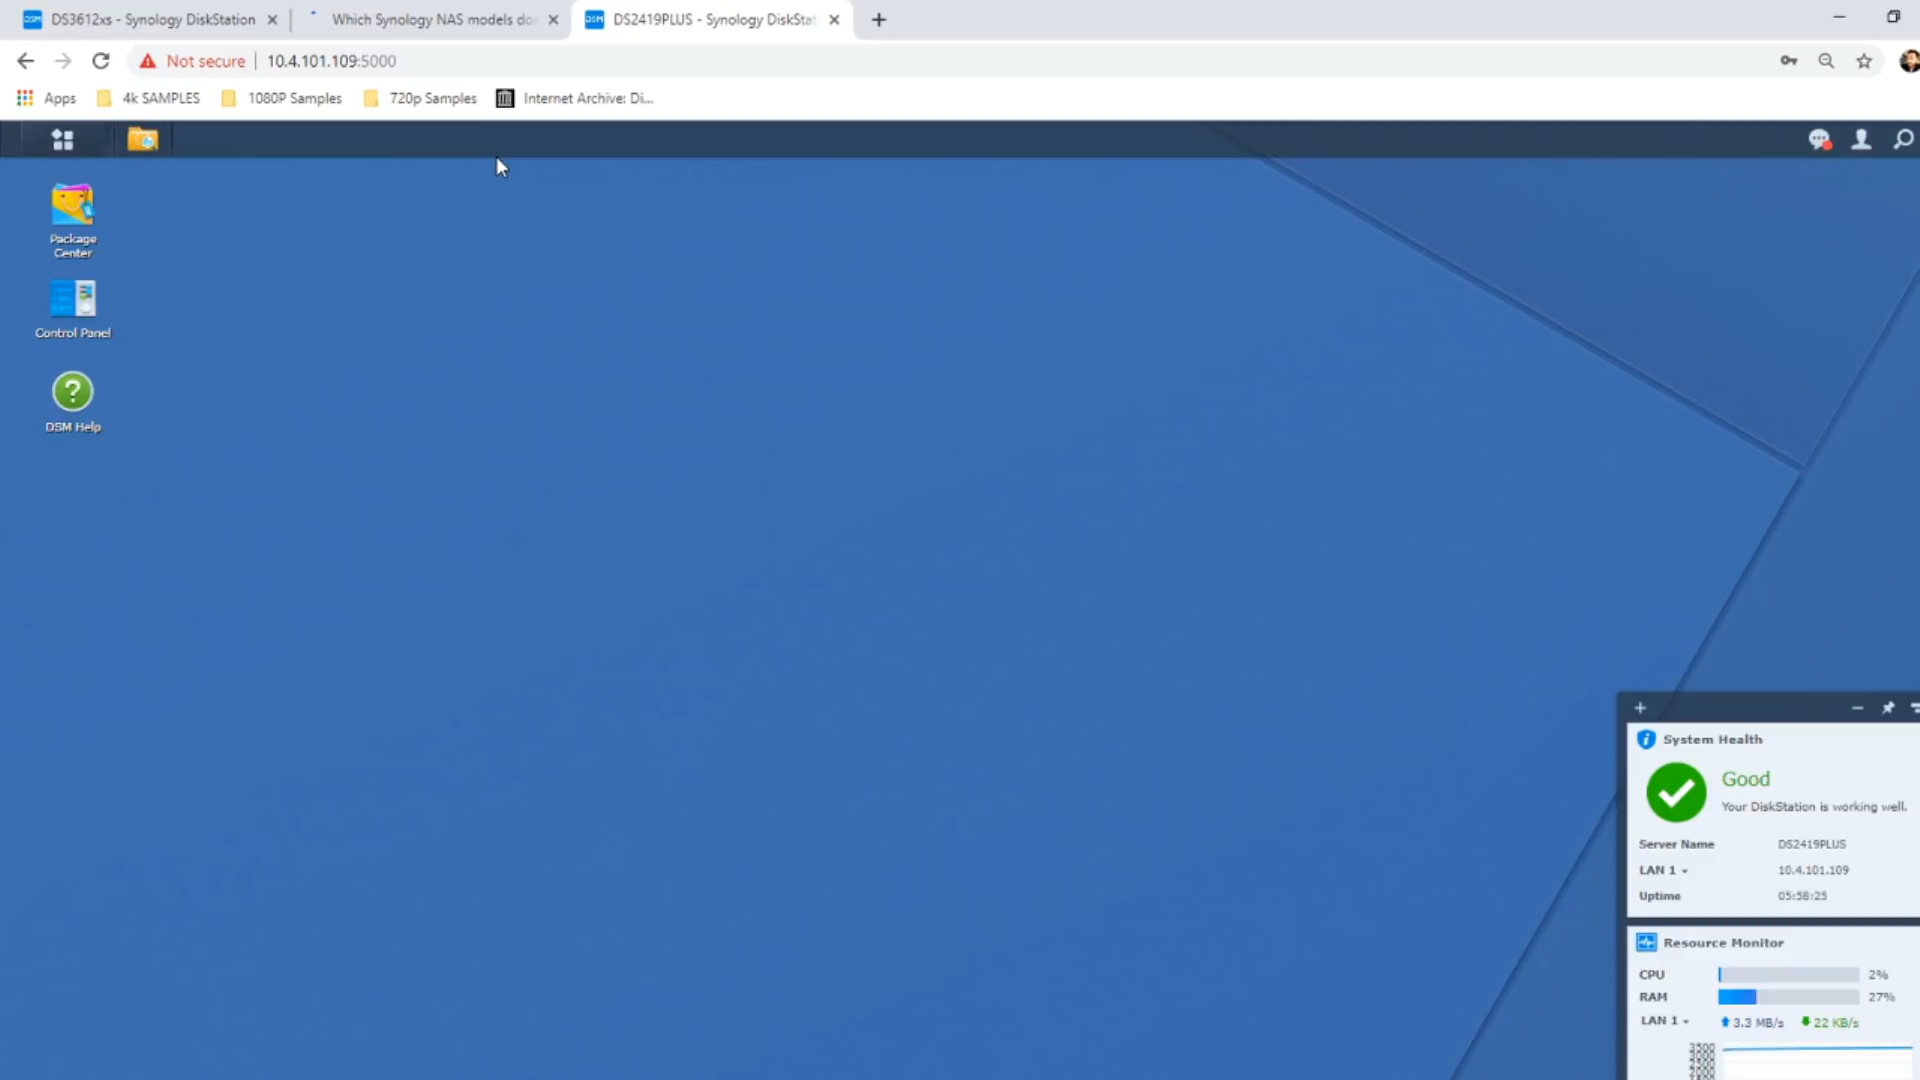 DSM DS3612xs - Synology DiskStation
Which Synology NAS models do
DSM DS2419PLUS - Synology DiskStat
Not secure 10.4.101.109:5000
Apps 4k SAMPLES 1080P Samples 720p Samples Internet Archive: Di...
Package
Center
Control Panel
?
DSM Help
System Health
Good
Your DiskStation is working well.
Server Name DS2419PLUS
LAN 1 10.4.101.109
Uptime 05:58:25
Resource Monitor
CPU 2%
RAM 27%
LAN 1 3.3 MB/s 22 KB/s
3500